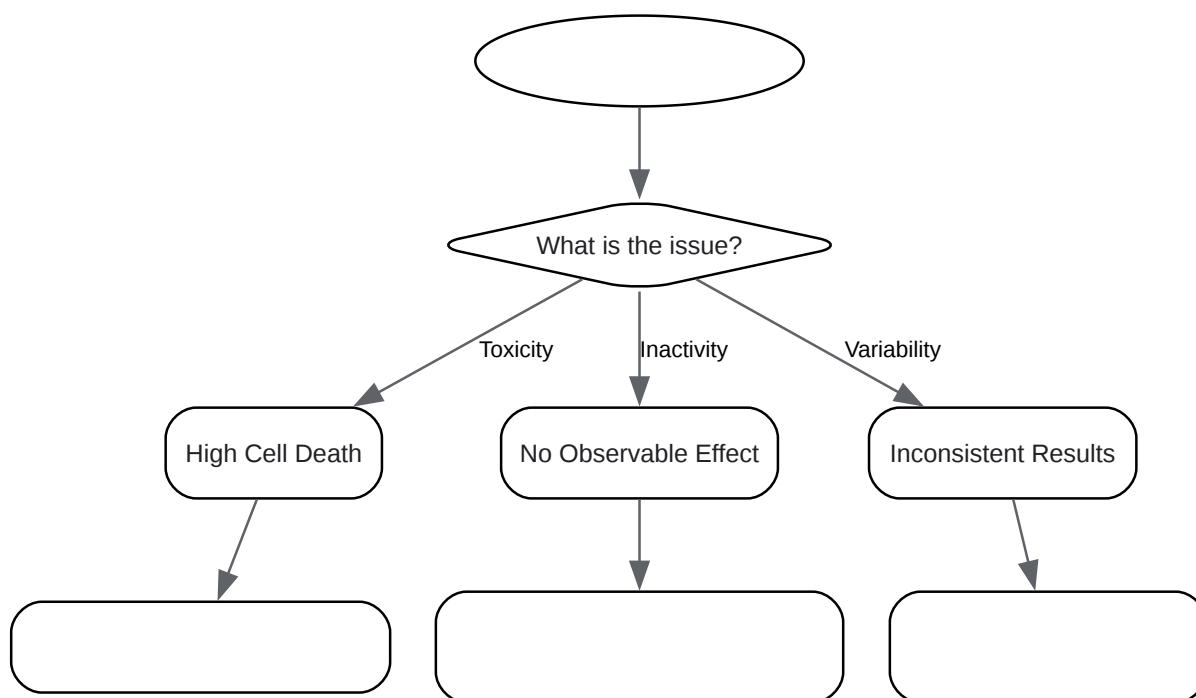 What is the issue?
Toxicity
Inactivity
Variability
High Cell Death
No Observable Effect
Inconsistent Results